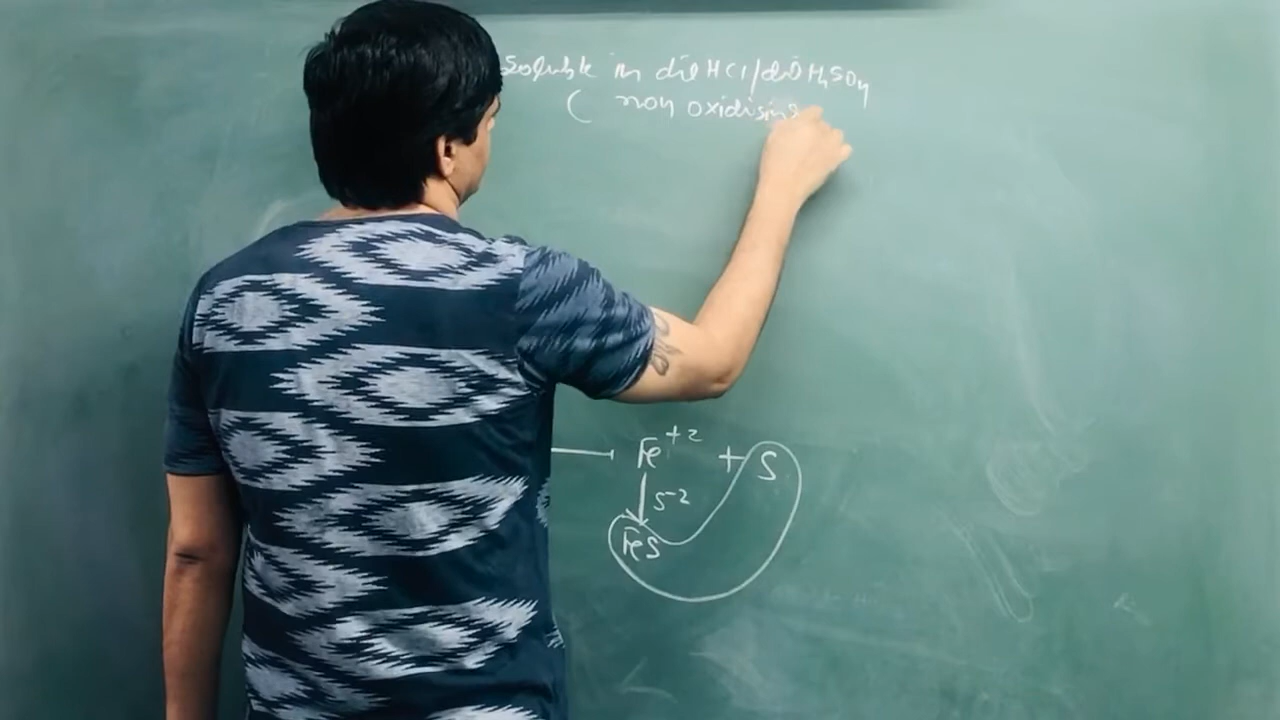 Soluble in dil HCl/dil H2SO4
( non oxidising
Fe+2 + S
S-2
FeS